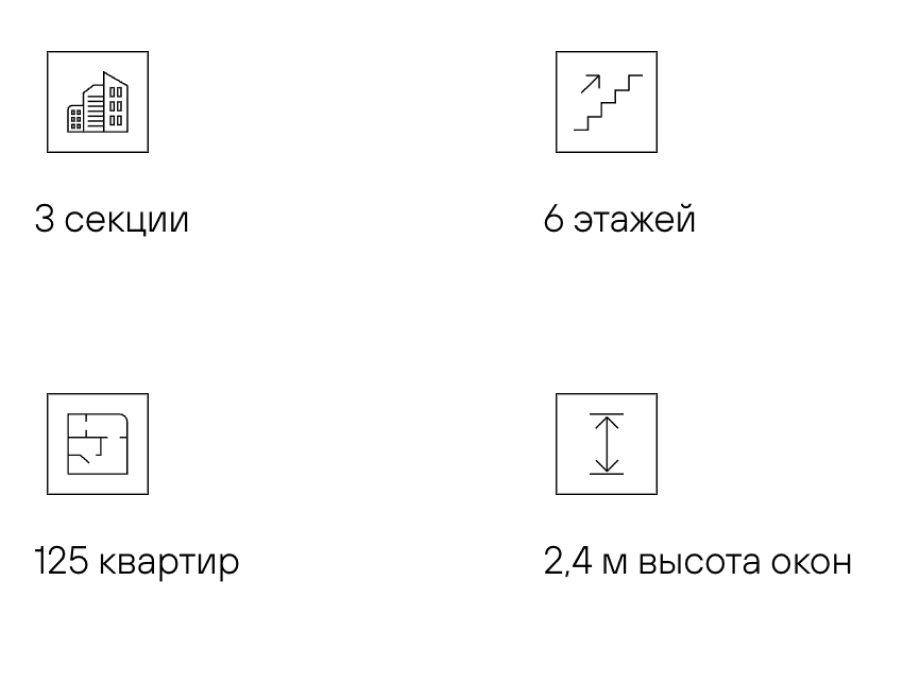 3 секции
6 этажей
125 квартир
2,4 м высота окон